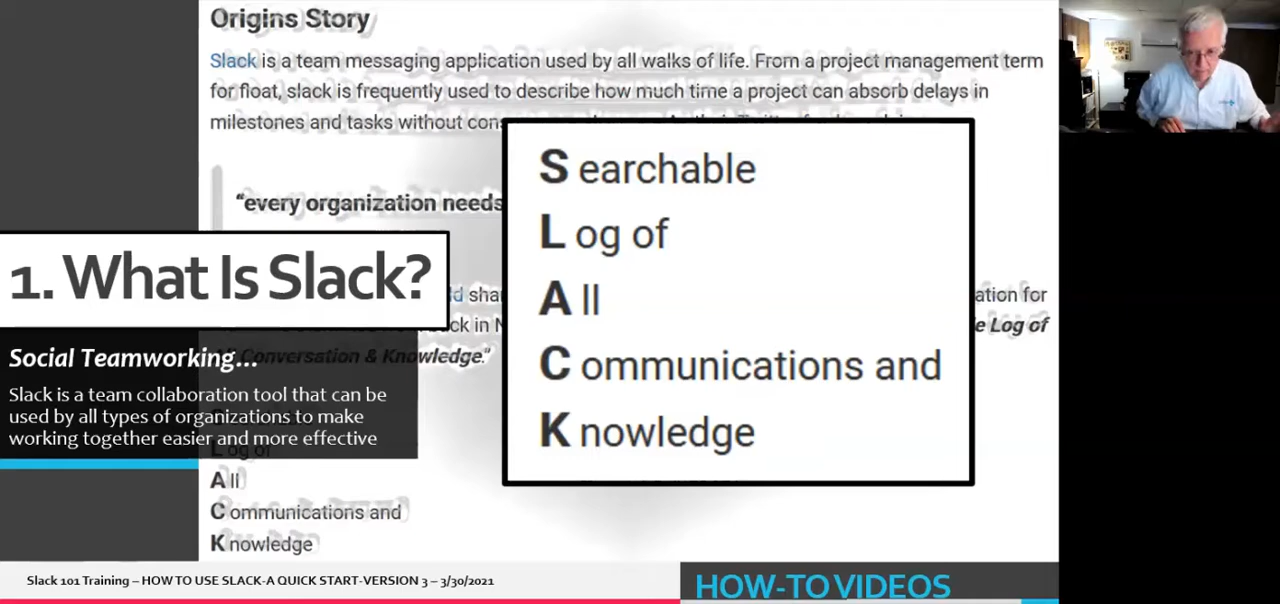 Origins Story
Slack is a team messaging application used by all walks of life. From a project management term
for float, slack is frequently used to describe how much time a project can absorb delays in
milestones and tasks without
"every organization needs
1. What Is Slack?
Social Teamworking...
Slack is a team collaboration tool that can be
used by all types of organizations to make
working together easier and more effective
S earchable
L og of
A ll
C ommunications and
K nowledge
ation for
e Log of
Conversation & Knowledge."
L og of
A ll
C ommunications and
K nowledge
Slack 101 Training – HOW TO USE SLACK-A QUICK START-VERSION 3 – 3/30/2021
HOW-TO VIDEOS